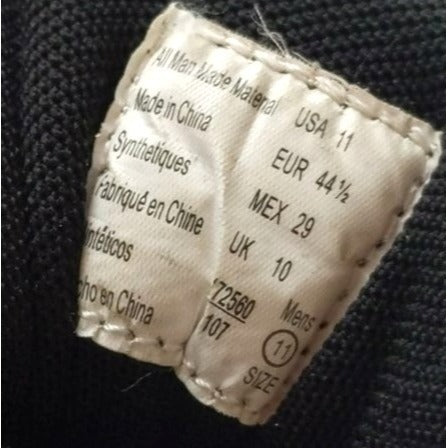 All Man Made Material
Made in China
Synthetiques
Fabriqué en Chine
ntéticos
cho en China
USA 11
EUR 44½
MEX 29
UK 10
72560
107
Mens
11
SIZE